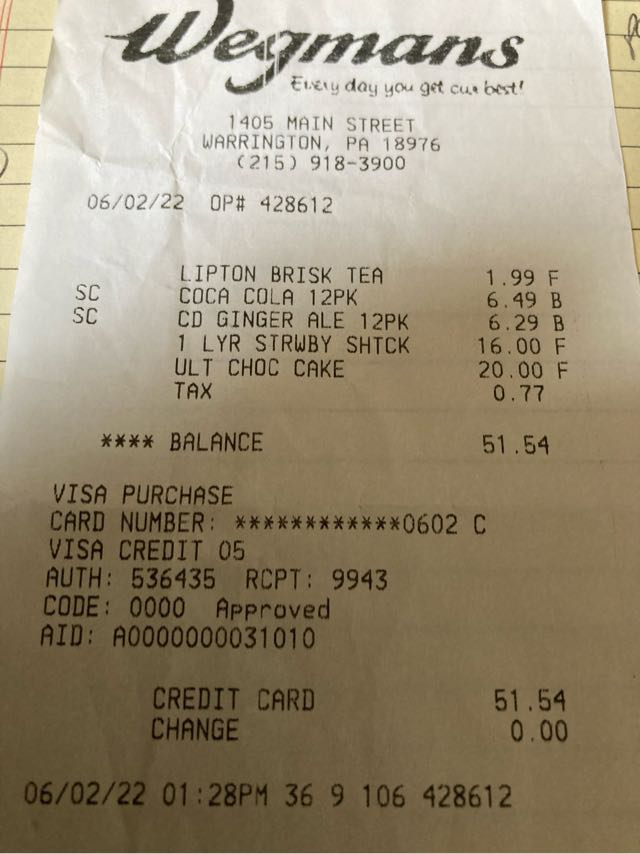 Wegmans
Every day you get our best!
1405 MAIN STREET
WARRINGTON, PA 18976
(215) 918-3900
06/02/22 OP# 428612
LIPTON BRISK TEA 1.99 F
SC COCA COLA 12PK 6.49 B
SC CD GINGER ALE 12PK 6.29 B
1 LYR STRWBY SHTCK 16.00 F
ULT CHOC CAKE 20.00 F
TAX 0.77
**** BALANCE 51.54
VISA PURCHASE
CARD NUMBER: ************0602 C
VISA CREDIT 05
AUTH: 536435 RCPT: 9943
CODE: 0000 Approved
AID: A0000000031010
CREDIT CARD 51.54
CHANGE 0.00
06/02/22 01:28PM 36 9 106 428612